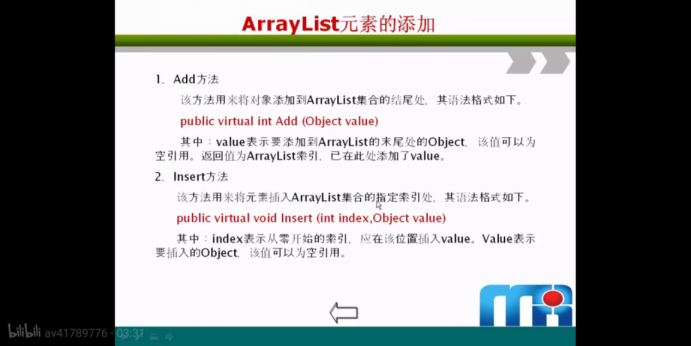 ArrayList元素的添加
1．Add方法
该方法用来将对象添加到ArrayList集合的结尾处，其语法格式如下。
public virtual int Add (Object value)
其中：value表示要添加到ArrayList的末尾处的Object，该值可以为
空引用。返回值为ArrayList索引，已在此处添加了value。
2．Insert方法
该方法用来将元素插入ArrayList集合的指定索引处，其语法格式如下。
public virtual void Insert (int index,Object value)
其中：index表示从零开始的索引，应在该位置插入value。Value表示
要插入的Object，该值可以为空引用。
bilibili av41789776 - 03:31